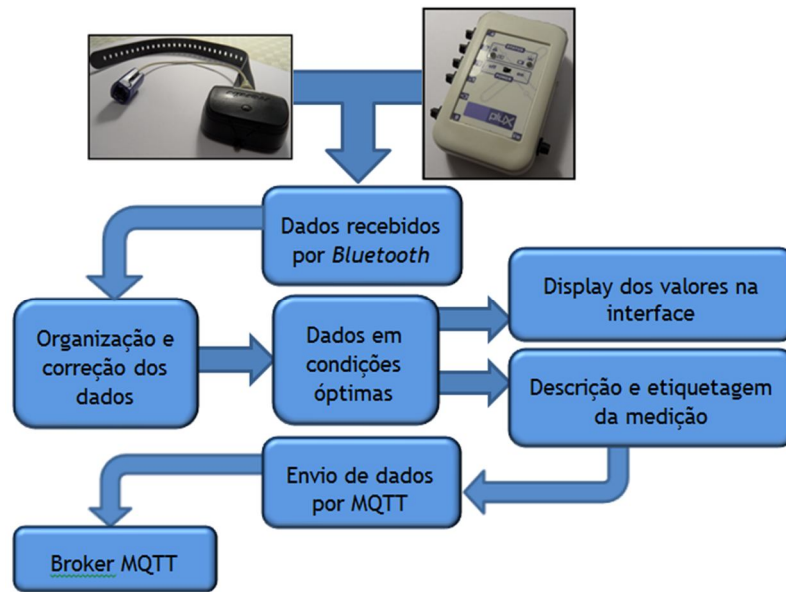 plux
Dados recebidos
por Bluetooth
Organização e
correção dos
dados
Dados em
condições
óptimas
Display dos valores na
interface
Descrição e etiquetagem
da medição
Envio de dados
por MQTT
Broker MQTT